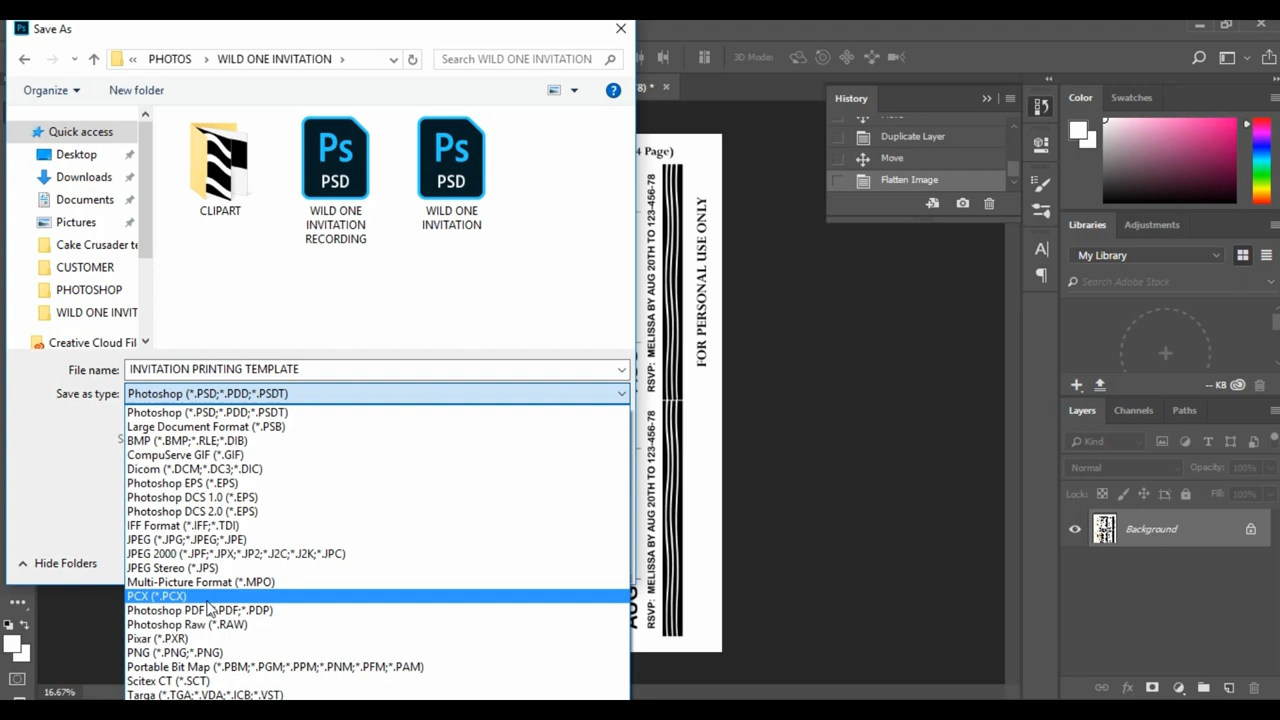 Ps Save As
PHOTOS > WILD ONE INVITATION >
Search WILD ONE INVITATION
Organize
New folder
Quick access
Desktop
Downloads
Documents
Pictures
Cake Crusader te
CUSTOMER
PHOTOSHOP
WILD ONE INVIT
Creative Cloud Fil
CLIPART
Ps
PSD
WILD ONE
INVITATION
RECORDING
Ps
PSD
WILD ONE
INVITATION
File name:
INVITATION PRINTING TEMPLATE
Save as type:
Photoshop (*.PSD;*.PDD;*.PSDT)
Photoshop (*.PSD;*.PDD;*.PSDT)
Large Document Format (*.PSB)
BMP (*.BMP;*.RLE;*.DIB)
CompuServe GIF (*.GIF)
Dicom (*.DCM;*.DC3;*.DIC)
Photoshop EPS (*.EPS)
Photoshop DCS 1.0 (*.EPS)
Photoshop DCS 2.0 (*.EPS)
IFF Format (*.IFF;*.TDI)
JPEG (*.JPG;*.JPEG;*.JPE)
JPEG 2000 (*.JPF;*.JPX;*.JP2;*.J2C;*.J2K;*.JPC)
JPEG Stereo (*.JPS)
Multi-Picture Format (*.MPO)
PCX (*.PCX)
Photoshop PDF (*.PDF;*.PDP)
Photoshop Raw (*.RAW)
Pixar (*.PXR)
PNG (*.PNG;*.PNG)
Portable Bit Map (*.PBM;*.PGM;*.PPM;*.PNM;*.PFM;*.PAM)
Scitex CT (*.SCT)
Targa (*.TGA;*.VDA;*.ICB;*.VST)
Hide Folders
16.67%
3D Mode:
8) *
4 Page)
RSVP: MELISSA BY AUG 20TH TO 123-456-78
RSVP: MELISSA BY AUG 20TH TO 123-456-78
AUG
FOR PERSONAL USE ONLY
History
Duplicate Layer
Move
Flatten Image
Color
Swatches
Libraries
Adjustments
My Library
Search Adobe Stock
-- KB
Layers
Channels
Paths
Kind
Normal
Opacity: 100%
Lock:
Fill: 100%
Background